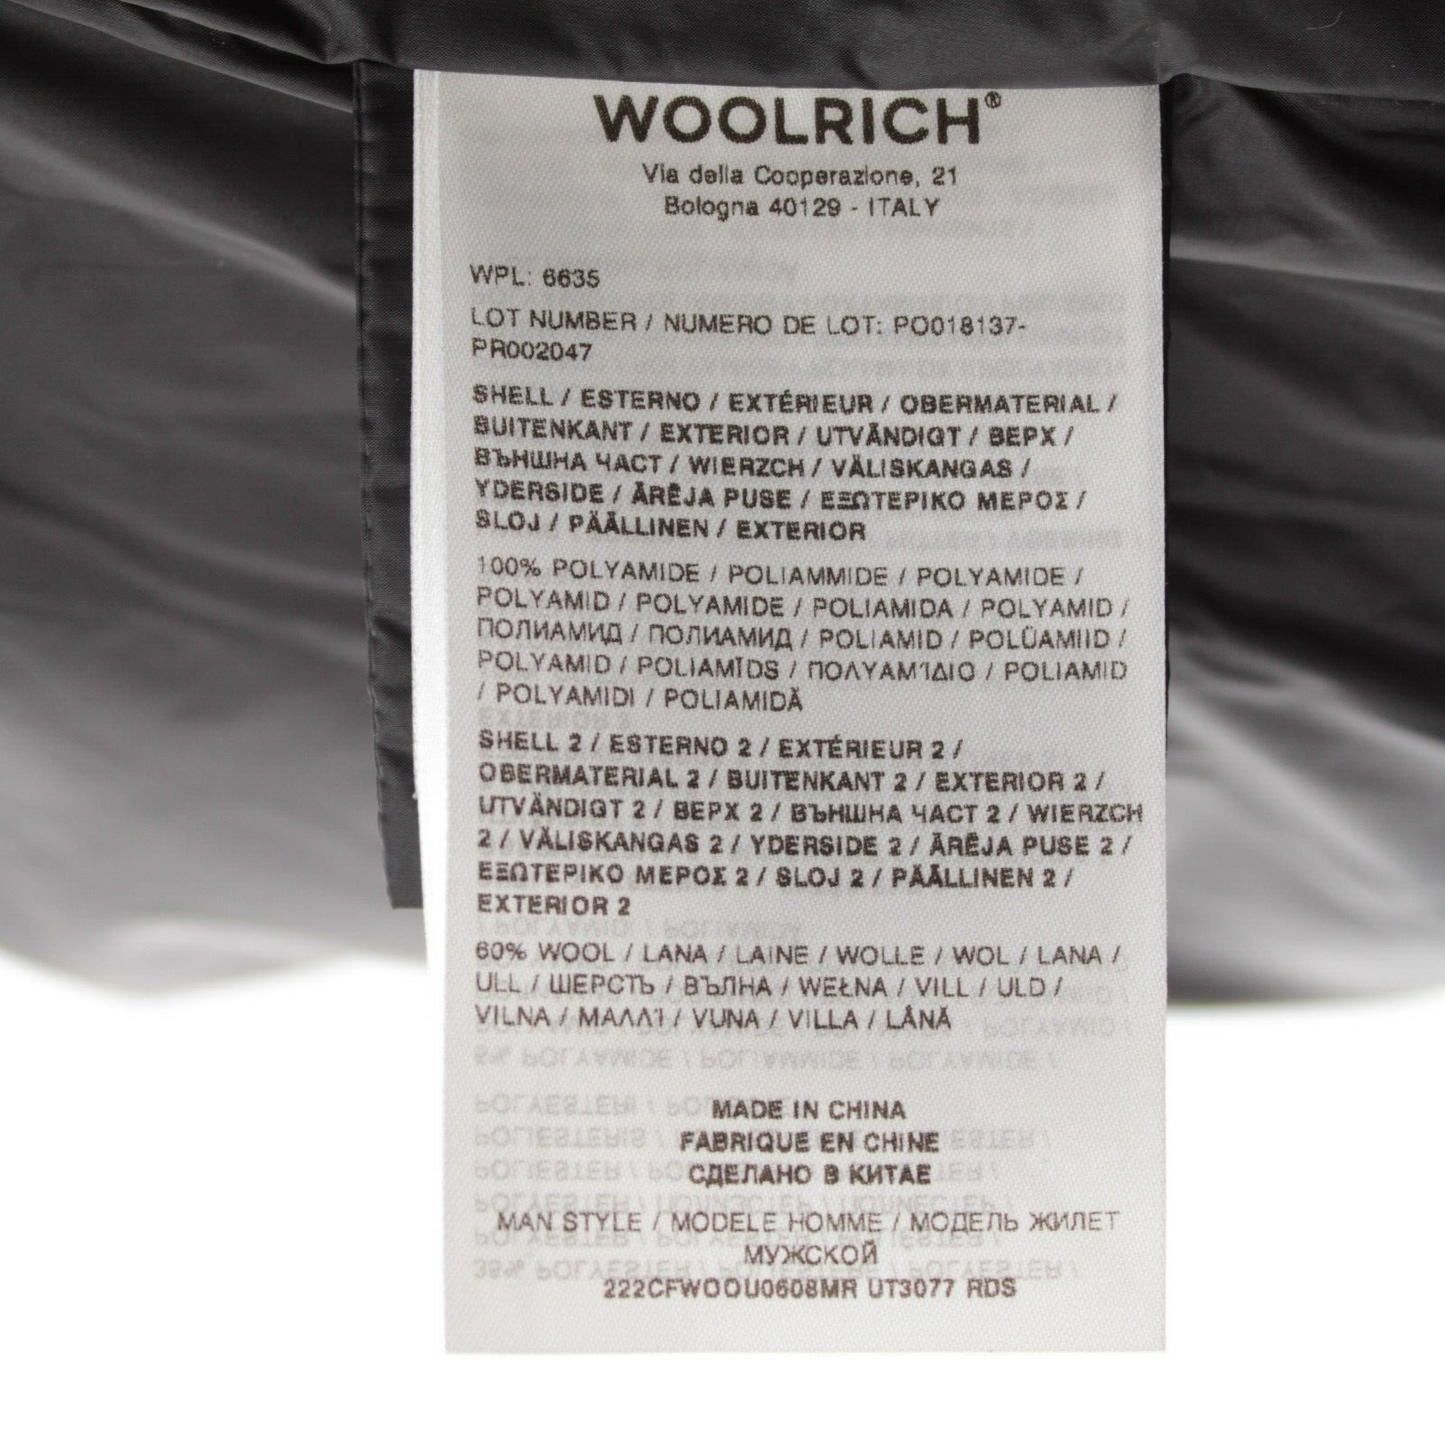 WOOLRICH®
Via della Cooperazione, 21
Bologna 40129 - ITALY
WPL: 6635
LOT NUMBER / NUMERO DE LOT: PO018137-
PR002047
SHELL / ESTERNO / EXTÉRIEUR / OBERMATERIAL /
BUITENKANT / EXTERIOR / UTVÄNDIGT / ВЕРХ /
ВЪНШНА ЧАСТ / WIERZCH / VÄLISKANGAS /
YDERSIDE / ĀRĒJA PUSE / ΕΞΩΤΕΡΙΚΟ ΜΕΡΟΣ /
SLOJ / PÄÄLLINEN / EXTERIOR
100% POLYAMIDE / POLIAMMIDE / POLYAMIDE /
POLYAMID / POLYAMIDE / POLIAMIDA / POLYAMID /
ПОЛИАМИД / ПОЛИАМИД / POLIAMID / POLÜAMIID /
POLYAMID / POLIAMĪDS / ΠΟΛΥΑΜΊΔΙΟ / POLIAMID
/ POLYAMIDI / POLIAMIDĂ
SHELL 2 / ESTERNO 2 / EXTÉRIEUR 2 /
OBERMATERIAL 2 / BUITENKANT 2 / EXTERIOR 2 /
UTVÄNDIGT 2 / ВЕРХ 2 / ВЪНШНА ЧАСТ 2 / WIERZCH
2 / VÄLISKANGAS 2 / YDERSIDE 2 / ĀRĒJA PUSE 2 /
ΕΞΩΤΕΡΙΚΟ ΜΕΡΟΣ 2 / SLOJ 2 / PÄÄLLINEN 2 /
EXTERIOR 2
60% WOOL / LANA / LAINE / WOLLE / WOL / LANA /
ULL / ШЕРСТЬ / ВЪЛНА / WEŁNA / VILL / ULD /
VILNA / ΜΑΛΛΊ / VUNA / VILLA / LÂNĂ
MADE IN CHINA
FABRIQUE EN CHINE
СДЕЛАНО В КИТАЕ
MAN STYLE / MODELE HOMME / МОДЕЛЬ ЖИЛЕТ
МУЖСКОЙ
222CFWOOU0608MR UT3077 RDS